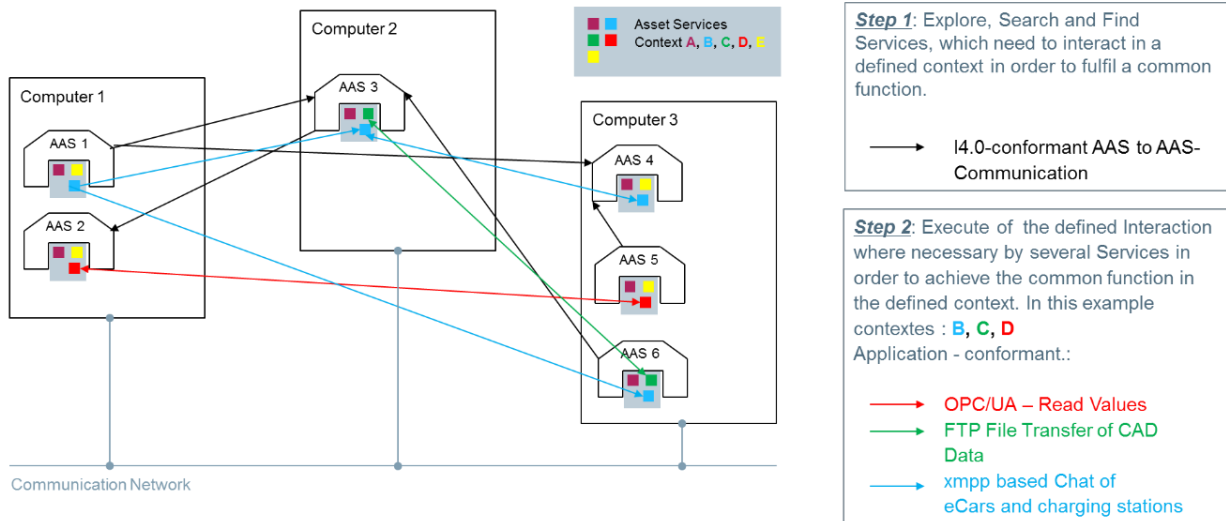 Computer 2
Asset Services
Context A, B, C, D, E
Computer 1
AAS 3
Computer 3
AAS 1
AAS 4
AAS 2
AAS 5
AAS 6
Communication Network
Step 1: Explore, Search and Find
Services, which need to interact in a
defined context in order to fulfil a common
function.
I4.0-conformant AAS to AAS-
Communication
Step 2: Execute of the defined Interaction
where necessary by several Services in
order to achieve the common function in
the defined context. In this example
contextes : B, C, D
Application - conformant.:
OPC/UA – Read Values
FTP File Transfer of CAD
Data
xmpp based Chat of
eCars and charging stations